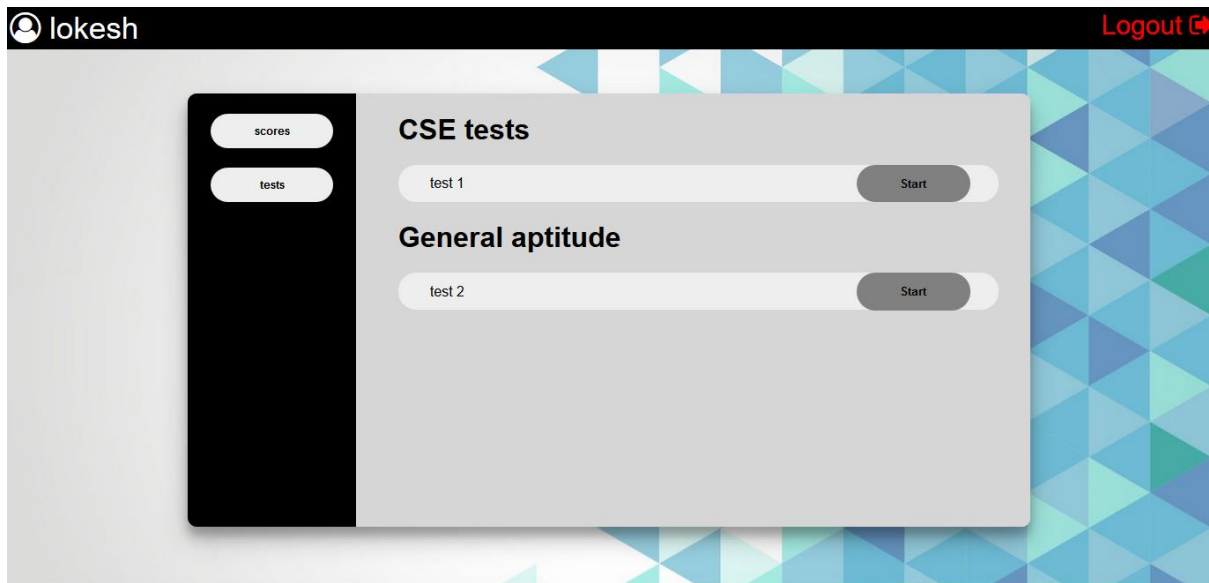 lokesh
Logout
scores
tests
CSE tests
test 1
Start
General aptitude
test 2
Start